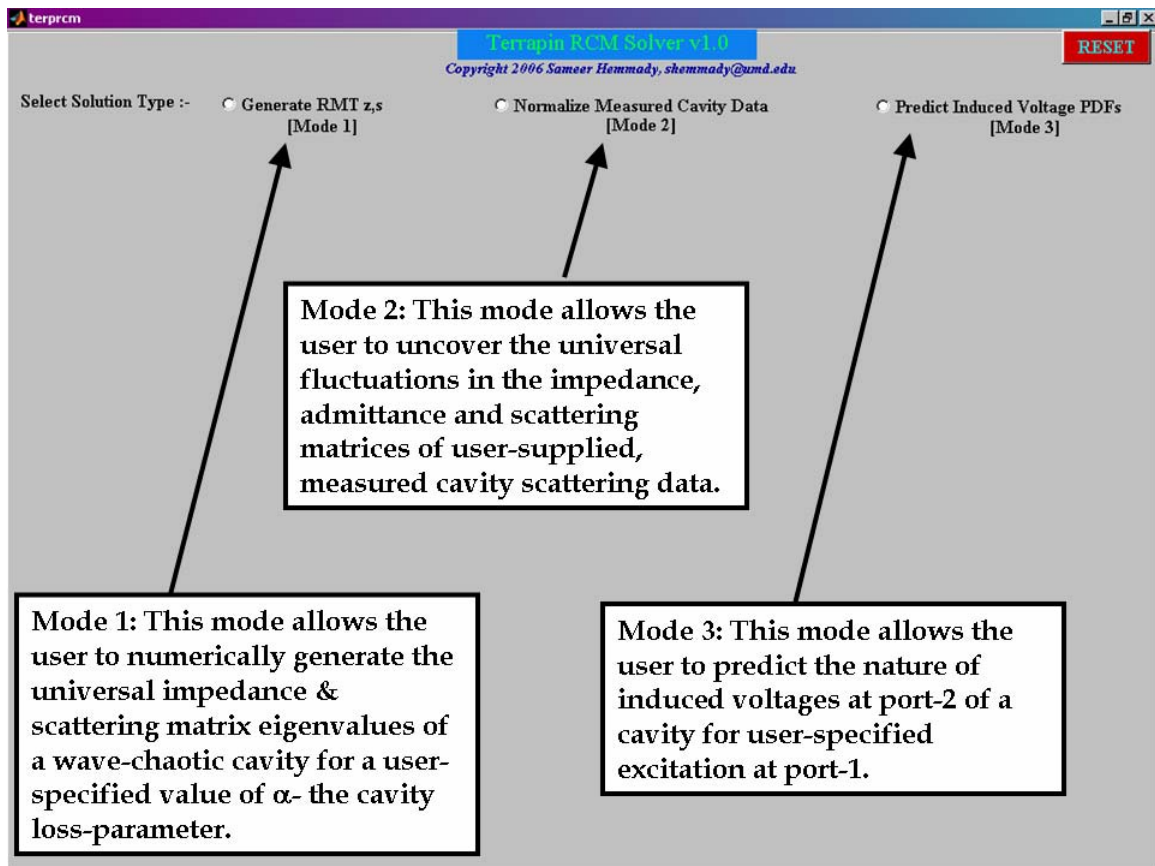 terprcm
Terrapin RCM Solver v1.0
RESET
Copyright 2006 Sameer Hemmady, shemmady@umd.edu
Select Solution Type :-
Generate RMT z,s
[Mode 1]
Normalize Measured Cavity Data
[Mode 2]
Predict Induced Voltage PDFs
[Mode 3]
Mode 2: This mode allows the
user to uncover the universal
fluctuations in the impedance,
admittance and scattering
matrices of user-supplied,
measured cavity scattering data.
Mode 1: This mode allows the
user to numerically generate the
universal impedance &
scattering matrix eigenvalues of
a wave-chaotic cavity for a user-
specified value of α- the cavity
loss-parameter.
Mode 3: This mode allows the
user to predict the nature of
induced voltages at port-2 of a
cavity for user-specified
excitation at port-1.